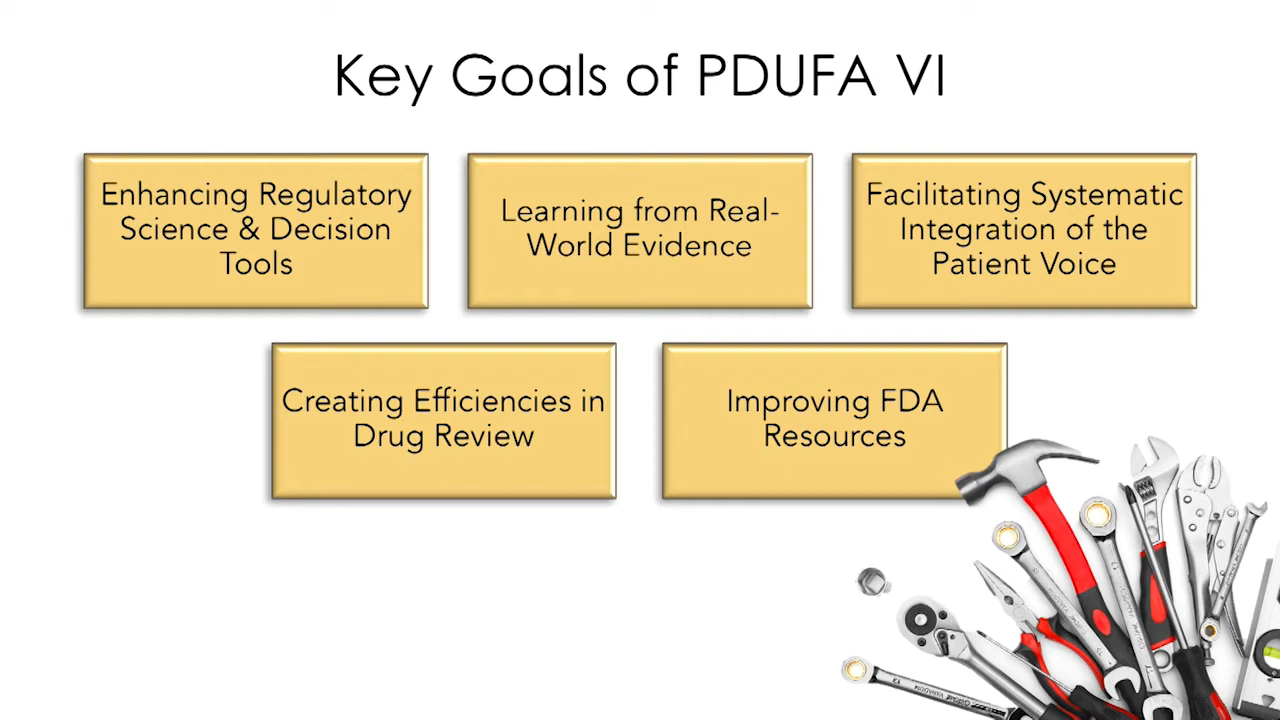 Key Goals of PDUFA VI
Enhancing Regulatory
Science & Decision
Tools
Learning from Real-
World Evidence
Facilitating Systematic
Integration of the
Patient Voice
Creating Efficiencies in
Drug Review
Improving FDA
Resources